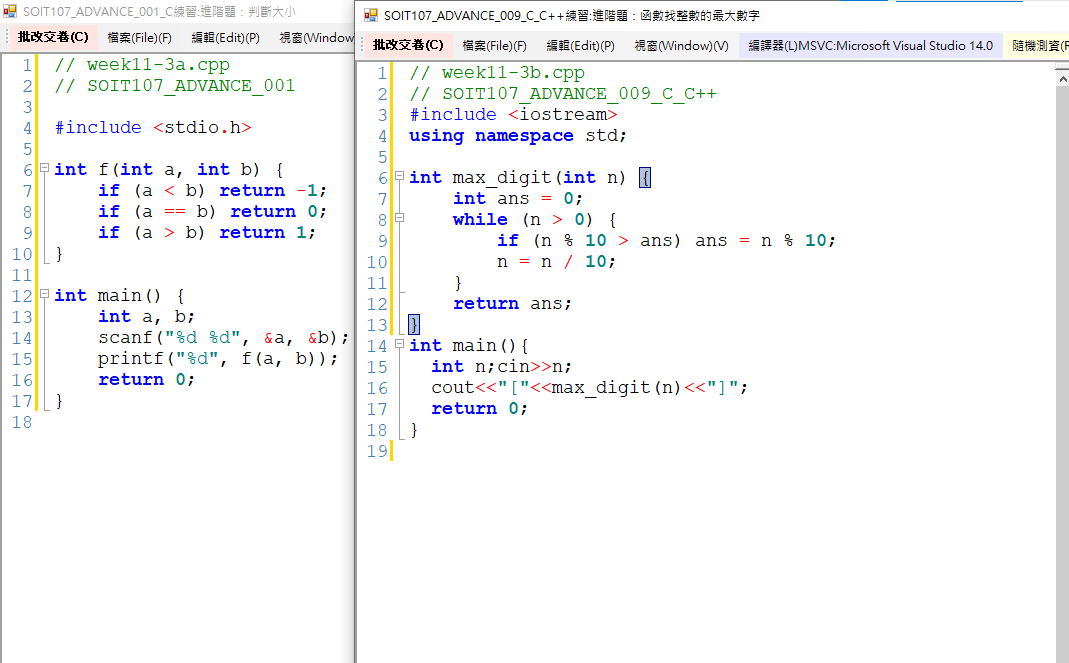 SOIT107_ADVANCE_001_C練習:進階題：判斷大小
批改交卷(C) 檔案(File)(F) 編輯(Edit)(P) 視窗(Window
1 // week11-3a.cpp
2 // SOIT107_ADVANCE_001
3
4 #include <stdio.h>
5
6 int f(int a, int b) {
7     if (a < b) return -1;
8     if (a == b) return 0;
9     if (a > b) return 1;
10 }
11
12 int main() {
13     int a, b;
14     scanf("%d %d", &a, &b);
15     printf("%d", f(a, b));
16     return 0;
17 }
18
SOIT107_ADVANCE_009_C_C++練習:進階題：函數找整數的最大數字
批改交卷(C) 檔案(File)(F) 編輯(Edit)(P) 視窗(Window)(V) 編譯器(L)MSVC:Microsoft Visual Studio 14.0 隨機測資(F
1 // week11-3b.cpp
2 // SOIT107_ADVANCE_009_C_C++
3 #include <iostream>
4 using namespace std;
5
6 int max_digit(int n) {
7     int ans = 0;
8     while (n > 0) {
9         if (n % 10 > ans) ans = n % 10;
10         n = n / 10;
11     }
12     return ans;
13 }
14 int main(){
15   int n;cin>>n;
16   cout<<"["<<max_digit(n)<<"]";
17   return 0;
18 }
19